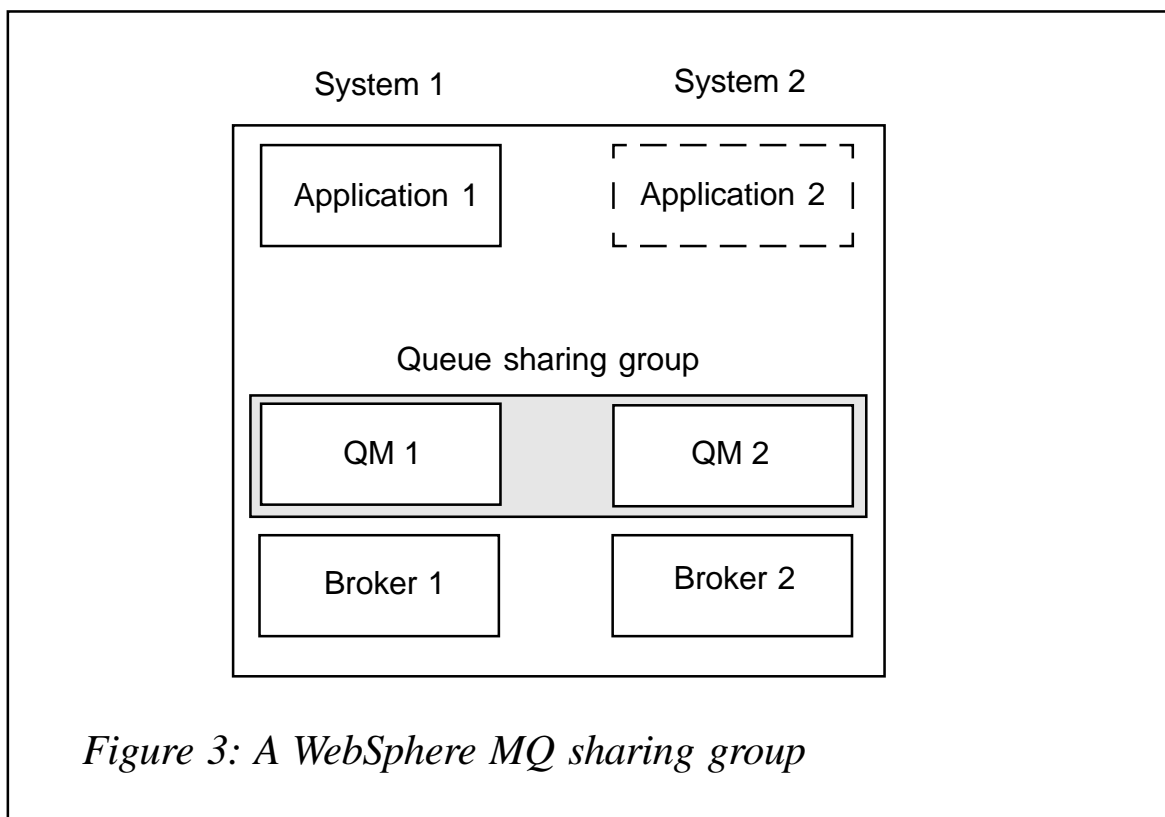 System 1
System 2
Application 1
Application 2
Queue sharing group
QM 1
QM 2
Broker 1
Broker 2
Figure 3: A WebSphere MQ sharing group